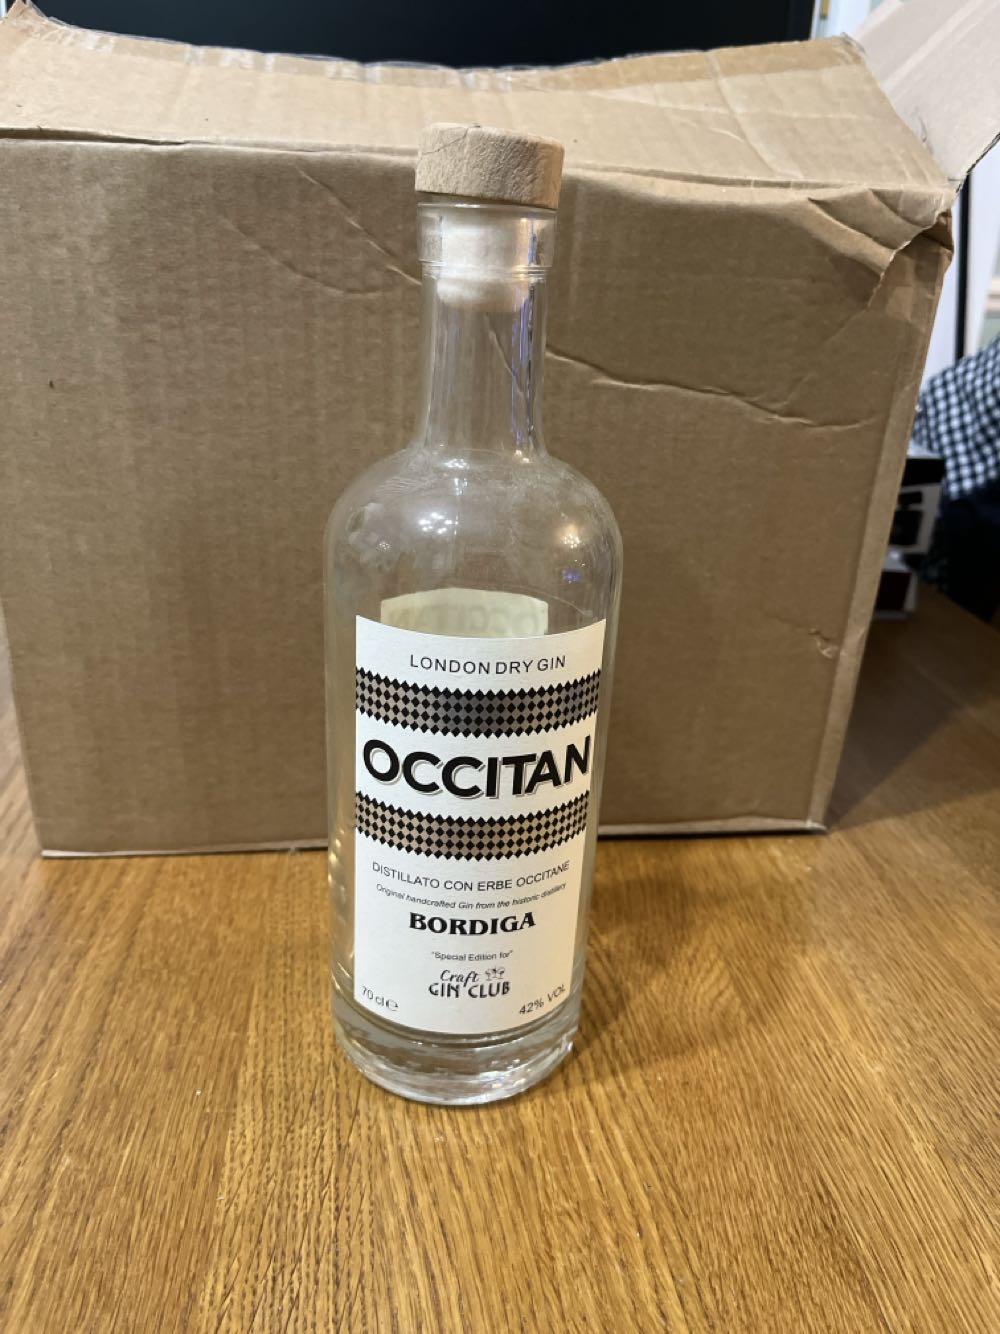 LONDON DRY GIN
OCCITAN
DISTILLATO CON ERBE OCCITANE
Original handcrafted Gin from the historic distillery
BORDIGA
"Special Edition for"
Craft
GIN CLUB
70 cl ℮
42% VOL